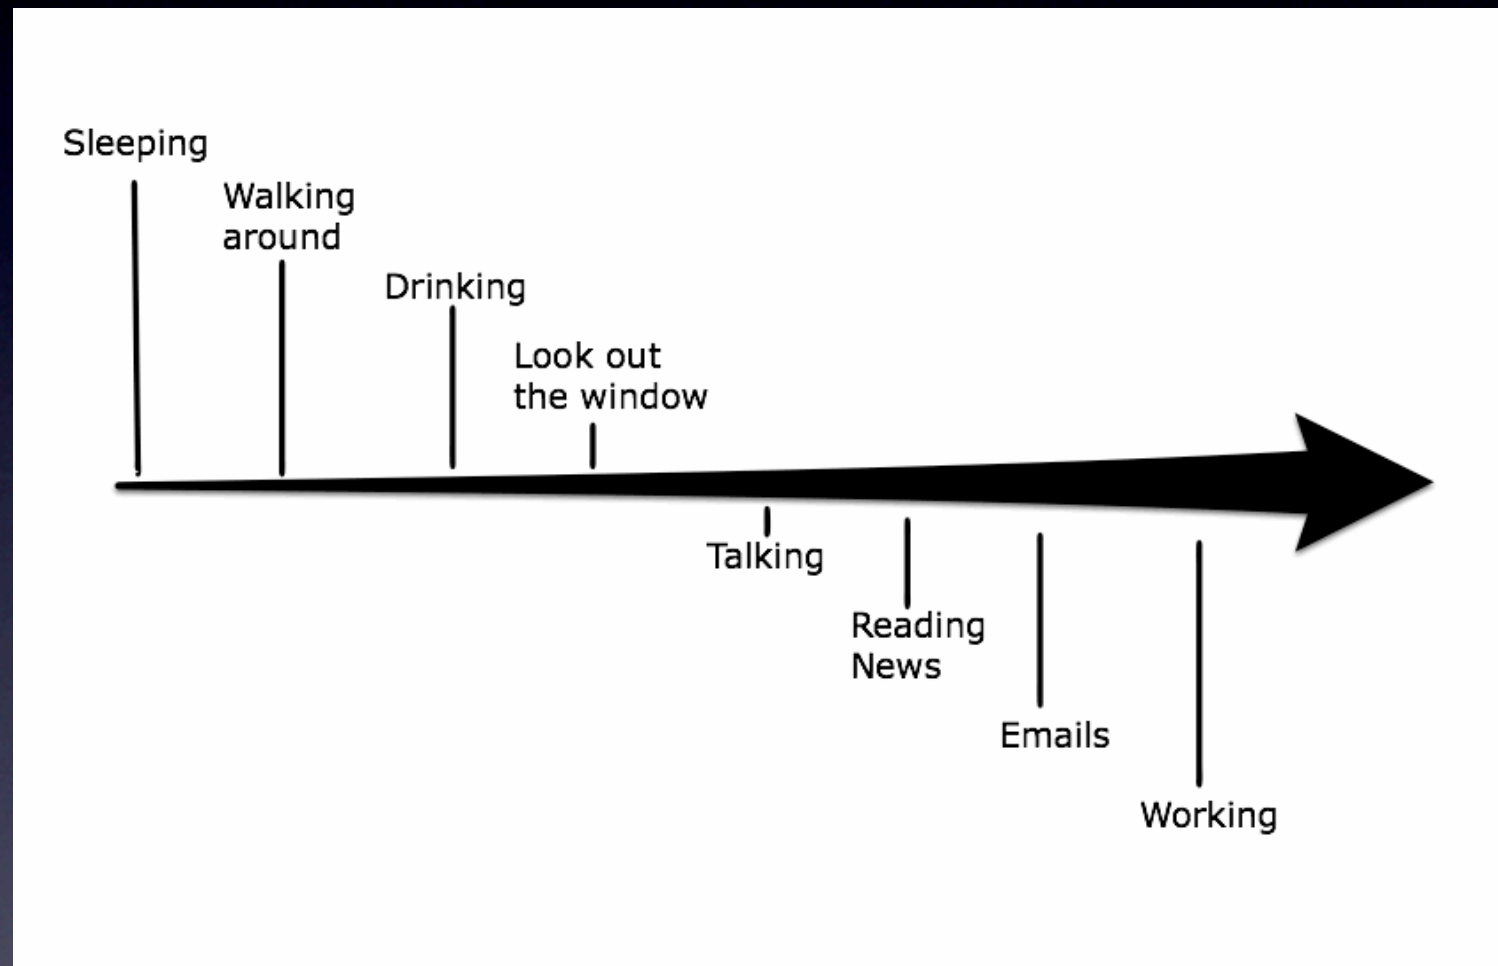 Sleeping
Walking
around
Drinking
Look out
the window
Talking
Reading
News
Emails
Working